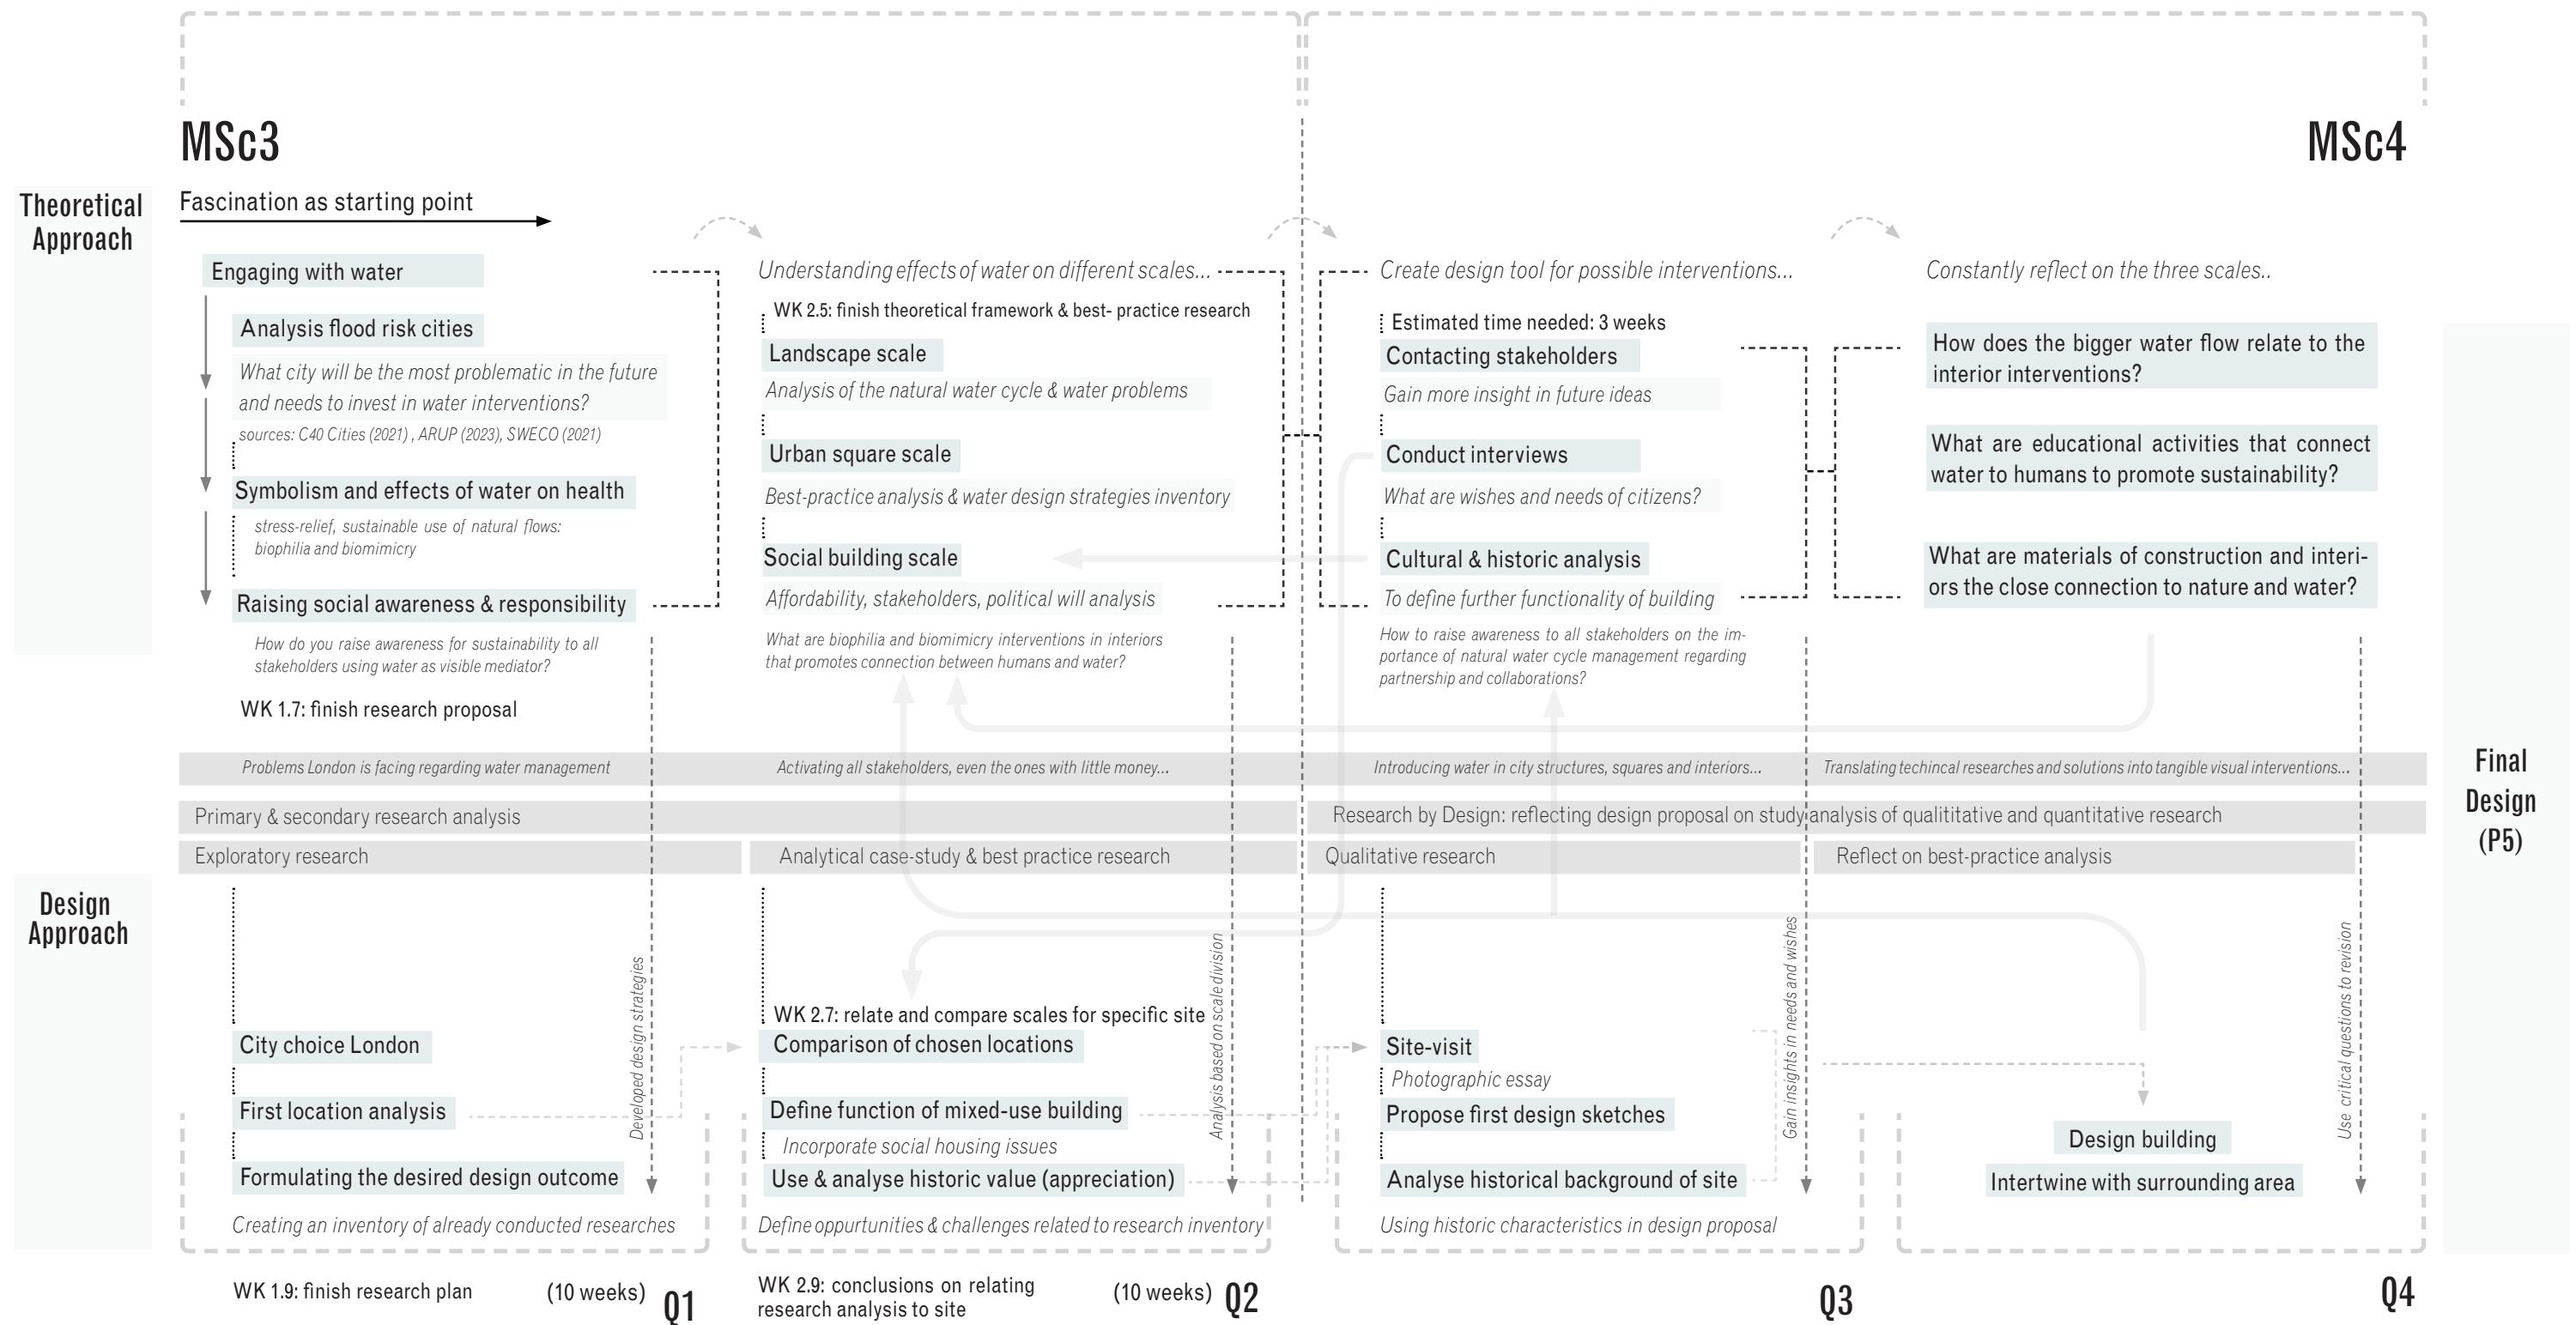 MSc3
MSc4
Theoretical
Approach
Fascination as starting point
Engaging with water
Analysis flood risk cities
What city will be the most problematic in the future
and needs to invest in water interventions?
sources: C40 Cities (2021) , ARUP (2023), SWECO (2021)
Symbolism and effects of water on health
stress-relief, sustainable use of natural flows:
biophilia and biomimicry
Raising social awareness & responsibility
How do you raise awareness for sustainability to all
stakeholders using water as visible mediator?
WK 1.7: finish research proposal
Understanding effects of water on different scales...
WK 2.5: finish theoretical framework & best- practice research
Landscape scale
Analysis of the natural water cycle & water problems
Urban square scale
Best-practice analysis & water design strategies inventory
Social building scale
Affordability, stakeholders, political will analysis
What are biophilia and biomimicry interventions in interiors
that promotes connection between humans and water?
Create design tool for possible interventions...
Estimated time needed: 3 weeks
Contacting stakeholders
Gain more insight in future ideas
Conduct interviews
What are wishes and needs of citizens?
Cultural & historic analysis
To define further functionality of building
How to raise awareness to all stakeholders on the im-
portance of natural water cycle management regarding
partnership and collaborations?
Constantly reflect on the three scales..
How does the bigger water flow relate to the
interior interventions?
What are educational activities that connect
water to humans to promote sustainability?
What are materials of construction and interi-
ors the close connection to nature and water?
Problems London is facing regarding water management
Activating all stakeholders, even the ones with little money...
Introducing water in city structures, squares and interiors...
Translating techincal researches and solutions into tangible visual interventions...
Primary & secondary research analysis
Research by Design: reflecting design proposal on study analysis of qualititative and quantitative research
Exploratory research
Analytical case-study & best practice research
Qualitative research
Reflect on best-practice analysis
Final
Design
(P5)
Design
Approach
City choice London
First location analysis
Formulating the desired design outcome
Creating an inventory of already conducted researches
Developed design strategies
WK 2.7: relate and compare scales for specific site
Comparison of chosen locations
Define function of mixed-use building
Incorporate social housing issues
Use & analyse historic value (appreciation)
Define oppurtunities & challenges related to research inventory
Analysis based on scale division
Site-visit
Photographic essay
Propose first design sketches
Analyse historical background of site
Using historic characteristics in design proposal
Gain insights in needs and wishes
Design building
Intertwine with surrounding area
Use critical questions to revision
WK 1.9: finish research plan
(10 weeks)
Q1
WK 2.9: conclusions on relating
research analysis to site
(10 weeks)
Q2
Q3
Q4